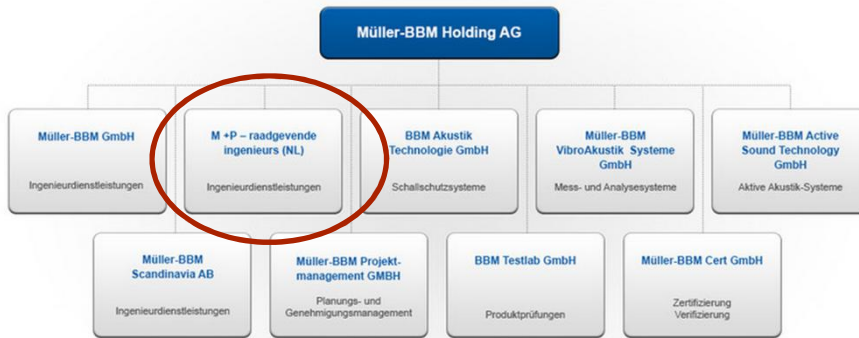 Müller-BBM Holding AG
Müller-BBM GmbH
Ingenieurdienstleistungen
M +P – raadgevende
ingenieurs (NL)
Ingenieurdienstleistungen
BBM Akustik
Technologie GmbH
Schallschutzsysteme
Müller-BBM
VibroAkustik Systeme
GmbH
Mess- und Analysesysteme
Müller-BBM Active
Sound Technology
GmbH
Aktive Akustik-Systeme
Müller-BBM
Scandinavia AB
Ingenieurdienstleistungen
Müller-BBM Projekt-
management GMBH
Planungs- und
Genehmigungsmanagement
BBM Testlab GmbH
Produktprüfungen
Müller-BBM Cert GmbH
Zertifizierung
Verifizierung